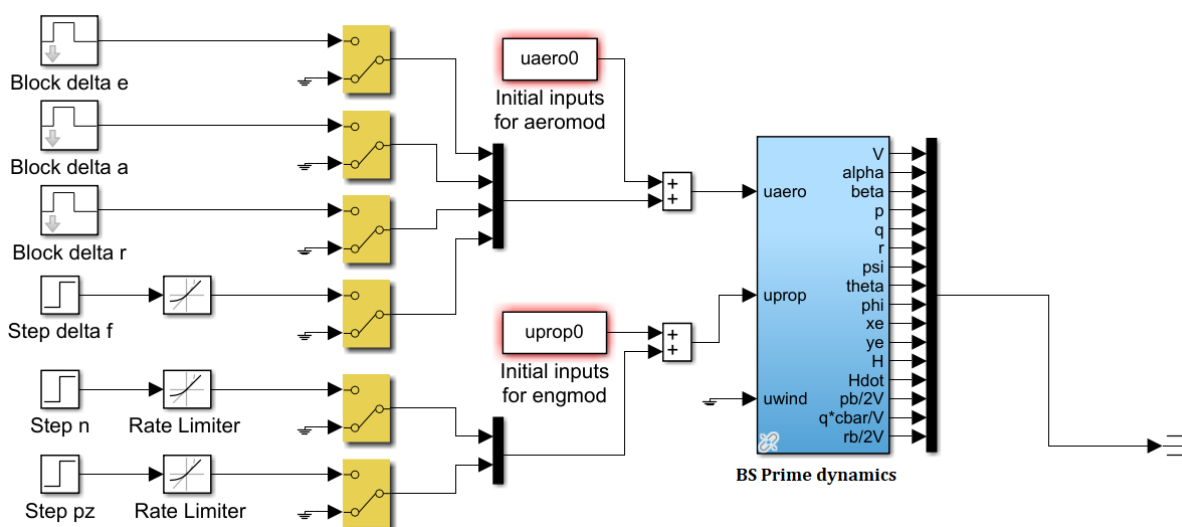 Block delta e
Block delta a
Block delta r
Step delta f
Step n
Rate Limiter
Step pz
Rate Limiter
uaero0
Initial inputs
for aeromod
+
+
uprop0
Initial inputs
for engmod
+
+
uaero
uprop
uwind
V
alpha
beta
p
q
r
psi
theta
phi
xe
ye
H
Hdot
pb/2V
q*cbar/V
rb/2V
BS Prime dynamics